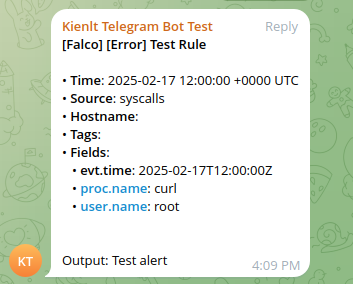 Kienlt Telegram Bot Test Reply
[Falco] [Error] Test Rule
• Time: 2025-02-17 12:00:00 +0000 UTC
• Source: syscalls
• Hostname:
• Tags:
• Fields:
• evt.time: 2025-02-17T12:00:00Z
• proc.name: curl
• user.name: root
KT
Output: Test alert
4:09 PM